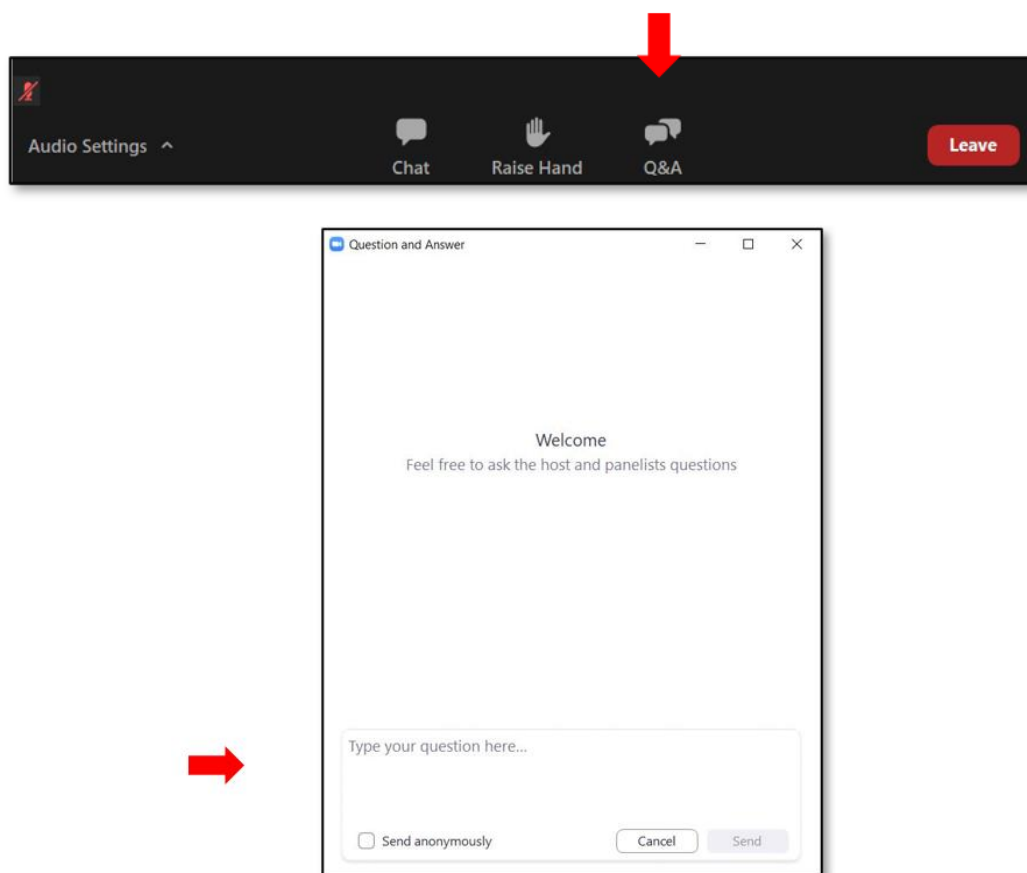 Audio Settings
Chat
Raise Hand
Q&A
Leave
Question and Answer
Welcome
Feel free to ask the host and panelists questions
Type your question here...
Send anonymously
Cancel
Send